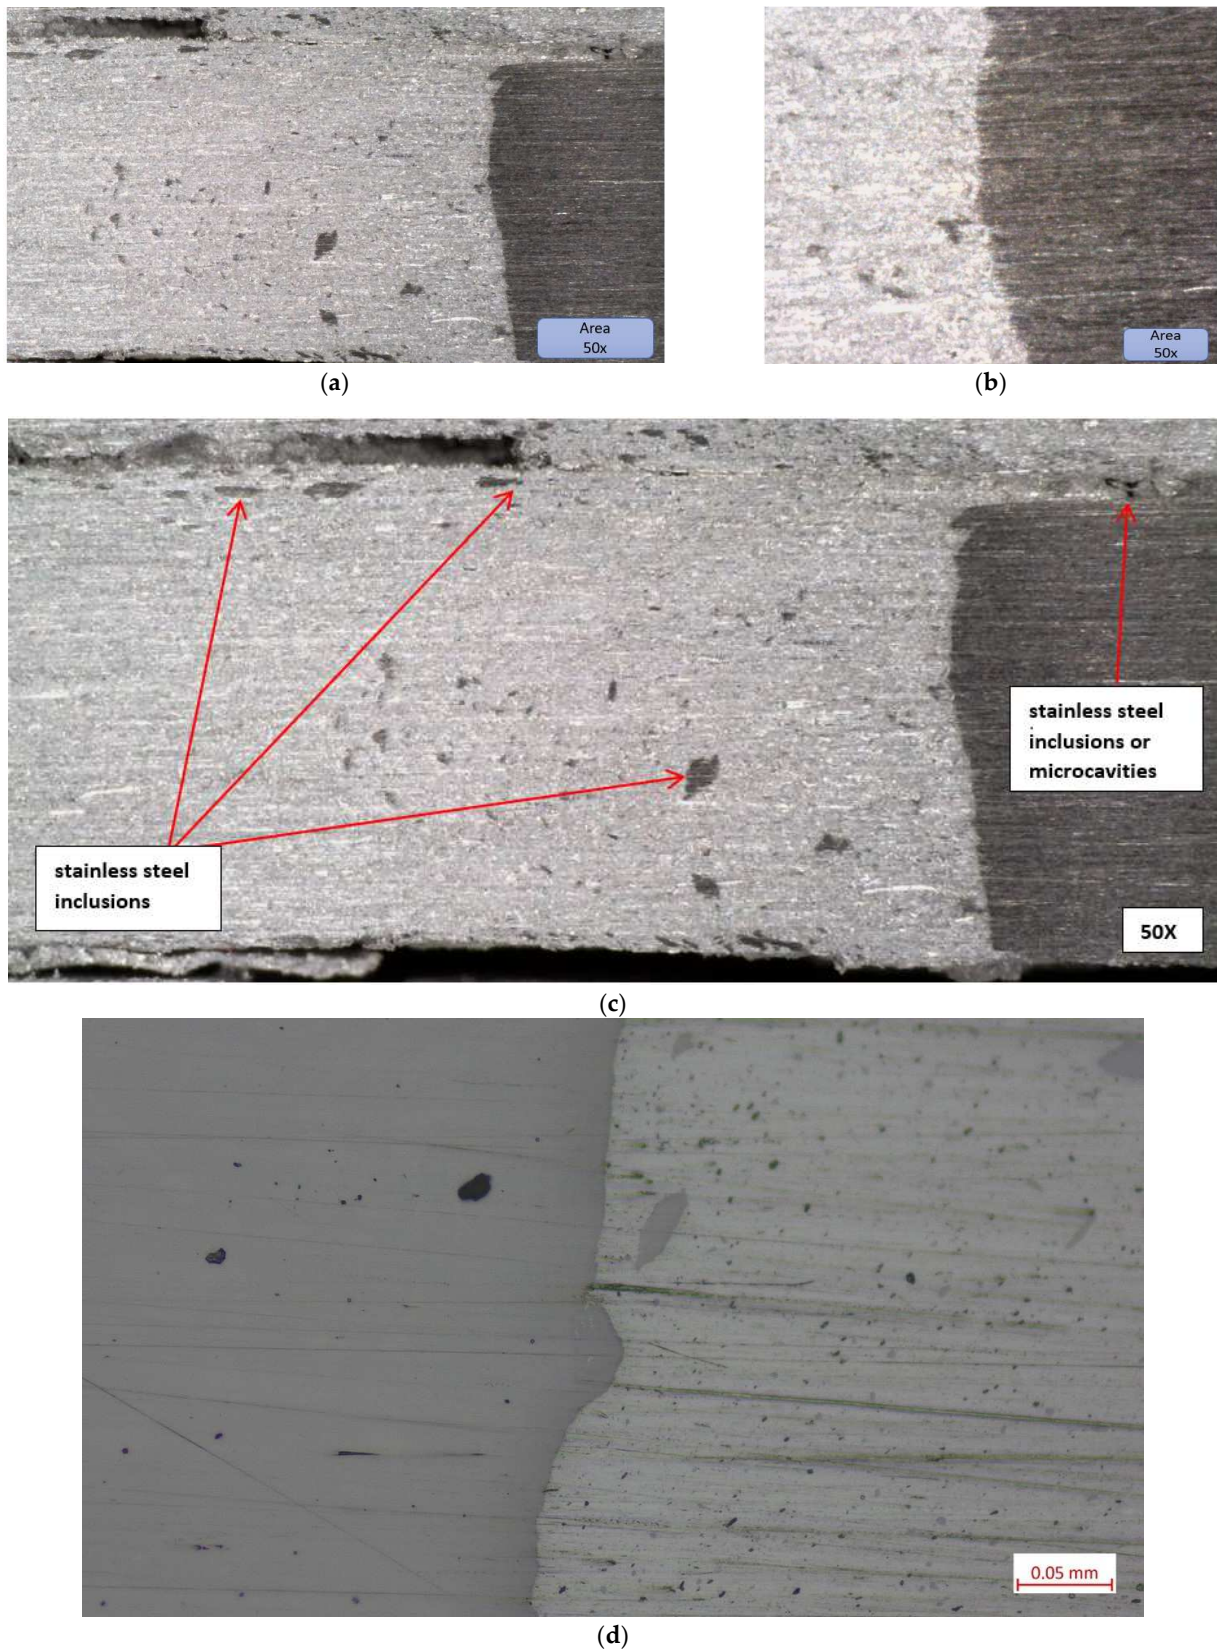 Area
50x
Area
50x
(a)
(b)
stainless steel
inclusions or
microcavities
stainless steel
inclusions
50X
(c)
0.05 mm
(d)